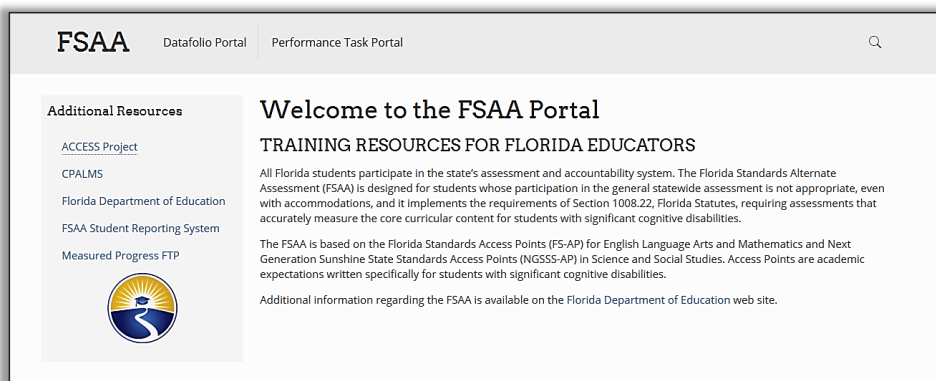 FSAA
Datafolio Portal
Performance Task Portal
Additional Resources
ACCESS Project
CPALMS
Florida Department of Education
FSAA Student Reporting System
Measured Progress FTP
Welcome to the FSAA Portal
TRAINING RESOURCES FOR FLORIDA EDUCATORS
All Florida students participate in the state’s assessment and accountability system. The Florida Standards Alternate
Assessment (FSAA) is designed for students whose participation in the general statewide assessment is not appropriate, even
with accommodations, and it implements the requirements of Section 1008.22, Florida Statutes, requiring assessments that
accurately measure the core curricular content for students with significant cognitive disabilities.
The FSAA is based on the Florida Standards Access Points (FS-AP) for English Language Arts and Mathematics and Next
Generation Sunshine State Standards Access Points (NGSSS-AP) in Science and Social Studies. Access Points are academic
expectations written specifically for students with significant cognitive disabilities.
Additional information regarding the FSAA is available on the Florida Department of Education web site.